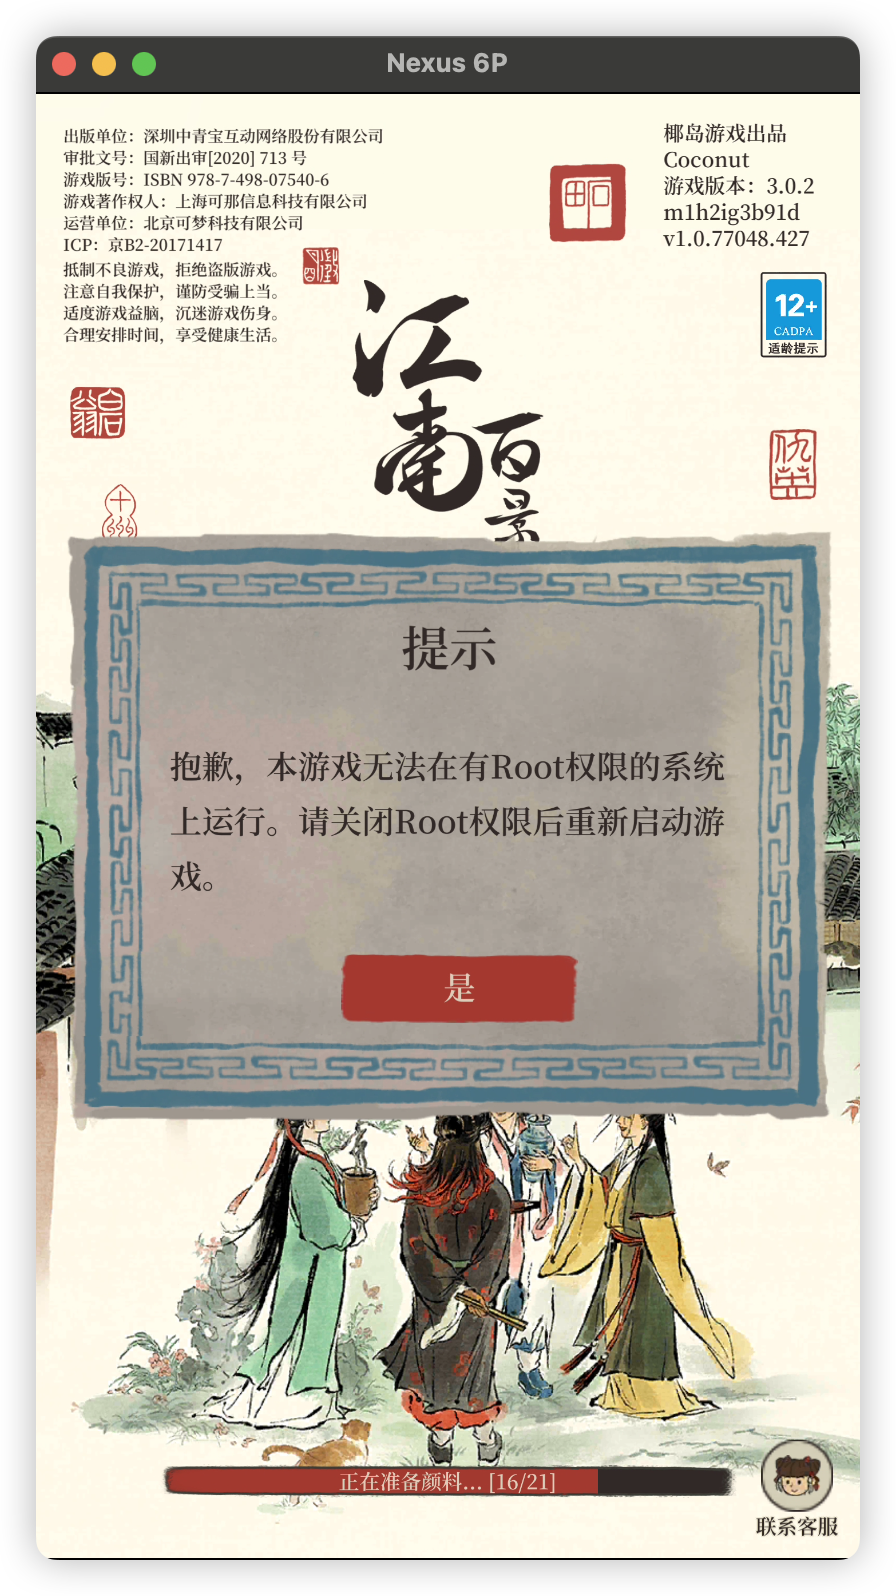 Nexus 6P
出版单位：深圳中青宝互动网络股份有限公司
审批文号：国新出审[2020] 713 号
游戏版号：ISBN 978-7-498-07540-6
游戏著作权人：上海可那信息科技有限公司
运营单位：北京可梦科技有限公司
ICP：京B2-20171417
抵制不良游戏，拒绝盗版游戏。
注意自我保护，谨防受骗上当。
适度游戏益脑，沉迷游戏伤身。
合理安排时间，享受健康生活。
椰岛游戏出品
Coconut
游戏版本：3.0.2
m1h2ig3b91d
v1.0.77048.427
12+
CADPA
适龄提示
江南
百景
仇英
十洲
提示
抱歉，本游戏无法在有Root权限的系统
上运行。请关闭Root权限后重新启动游
戏。
是
正在准备颜料... [16/21]
联系客服